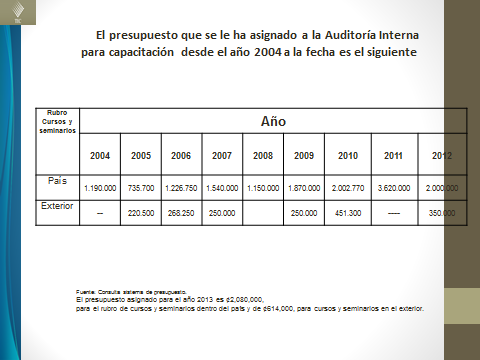 El presupuesto que se le ha asignado a la Auditoría Interna
para capacitación desde el año 2004 a la fecha es el siguiente
Rubro
Cursos y
seminarios
Año
2004 2005 2006 2007 2008 2009 2010 2011 2012
País 1.190.000 735.700 1.226.750 1.540.000 1.150.000 1.870.000 2.002.770 3.620.000 2.000.000
Exterior --- 220.500 268.250 250.000 250.000 451.300 ----- 350.000
Fuente: Consulta sistema de presupuesto.
El presupuesto asignado para el año 2013 es ¢2,080,000,
para el rubro de cursos y seminarios dentro del país y de ¢614,000, para cursos y seminarios en el exterior.